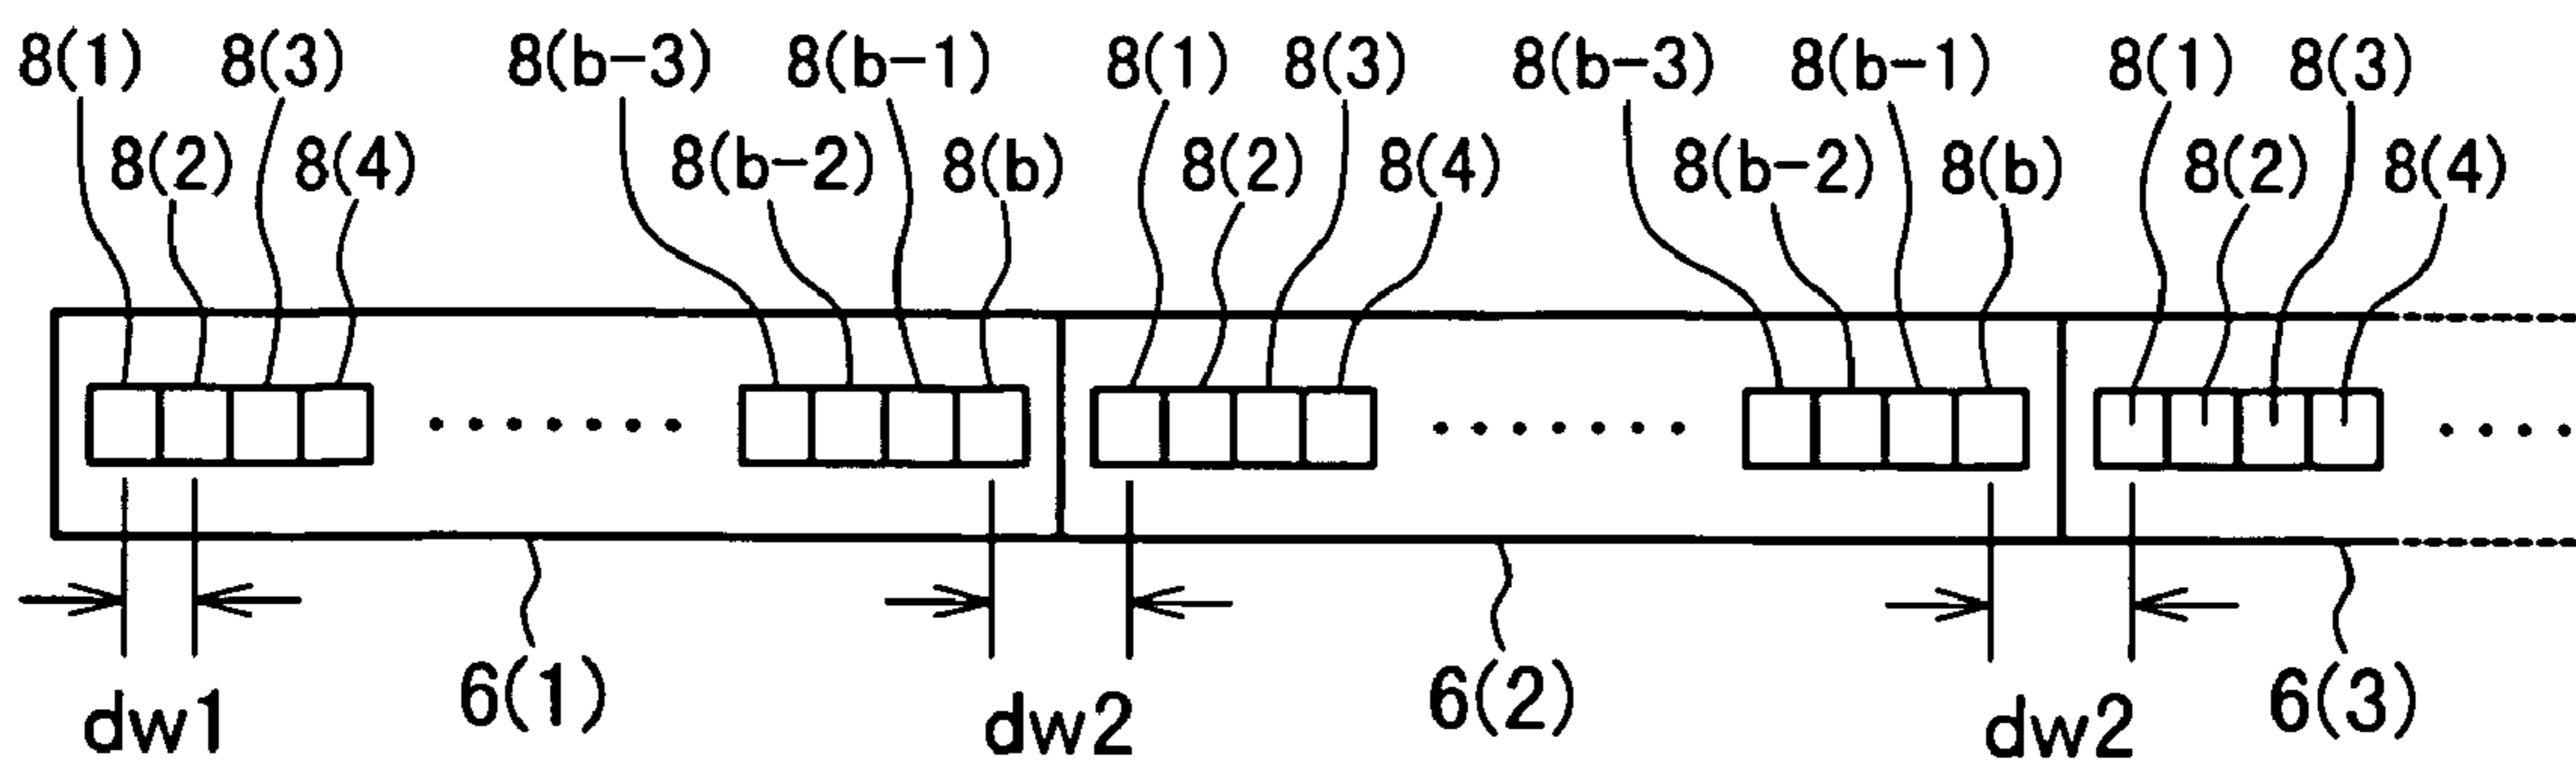 8(1) 8(3) 8(b-3) 8(b-1) 8(1) 8(3) 8(b-3) 8(b-1) 8(1) 8(3)
8(2) 8(4) 8(b-2) 8(b) 8(2) 8(4) 8(b-2) 8(b) 8(2) 8(4)
6(1) 6(2) 6(3)
dw1 dw2 dw2